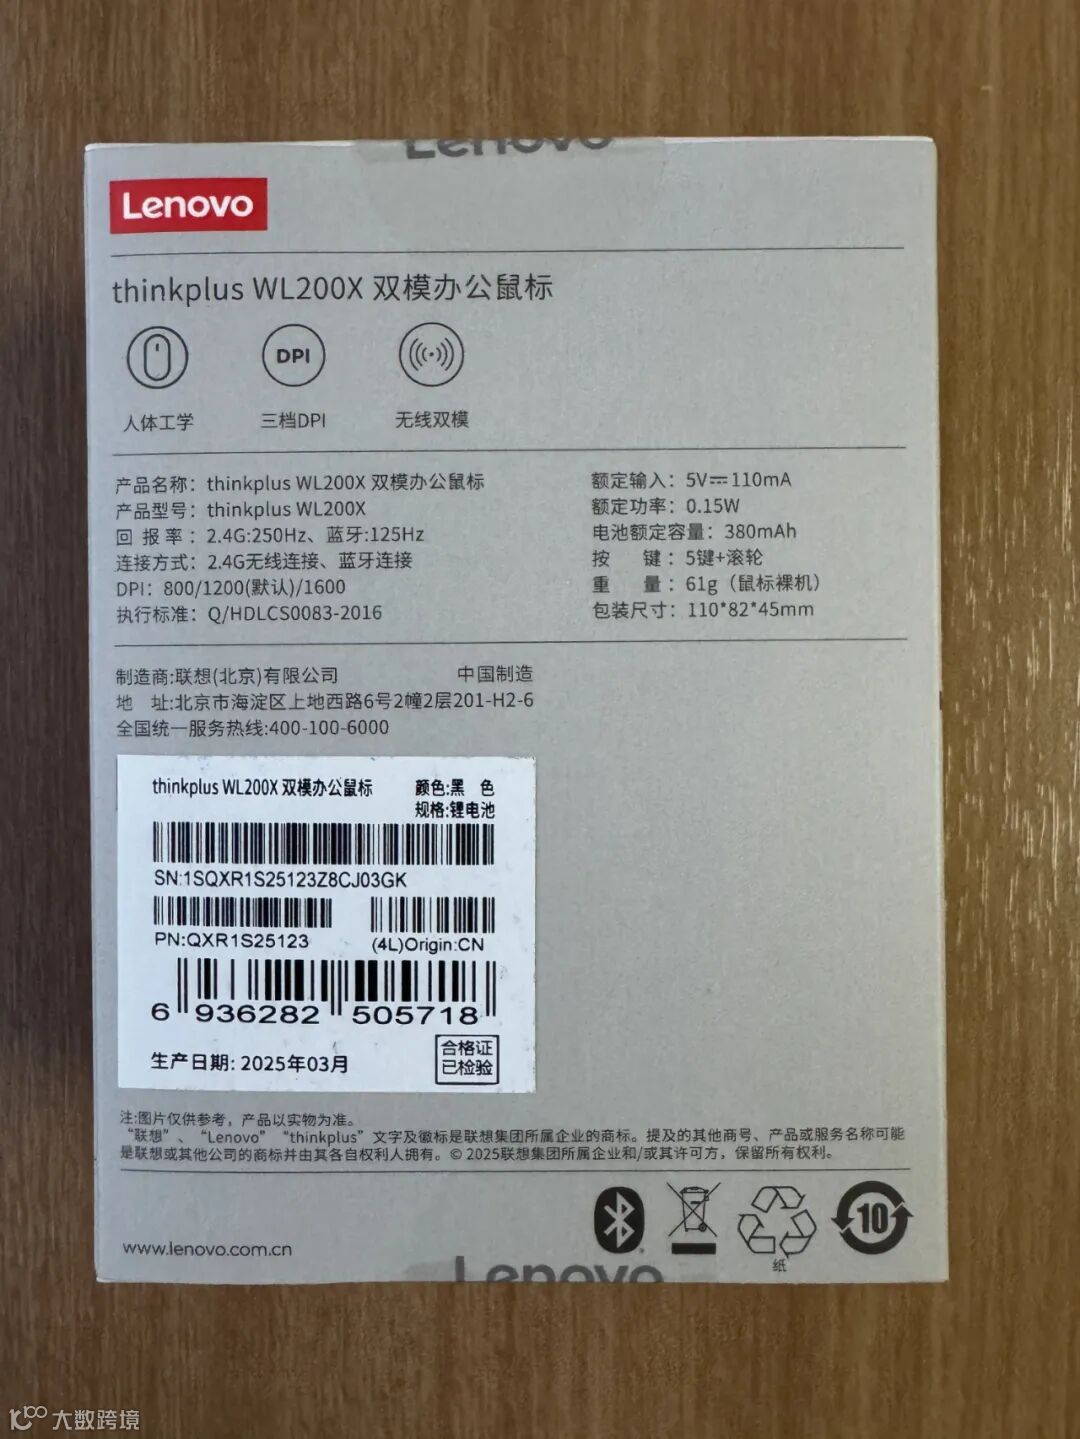 Lenovo
Lenovo
thinkplus WL200X 双模办公鼠标
DPI
人体工学 三档DPI 无线双模
产品名称：thinkplus WL200X 双模办公鼠标
产品型号：thinkplus WL200X
回 报 率：2.4G:250Hz、蓝牙:125Hz
连接方式：2.4G无线连接、蓝牙连接
DPI：800/1200(默认)/1600
执行标准：Q/HDLCS0083-2016
额定输入：5V⎓110mA
额定功率：0.15W
电池额定容量：380mAh
按 键：5键+滚轮
重 量：61g（鼠标裸机）
包装尺寸：110*82*45mm
制造商:联想(北京)有限公司 中国制造
地 址:北京市海淀区上地西路6号2幢2层201-H2-6
全国统一服务热线:400-100-6000
thinkplus WL200X 双模办公鼠标 颜色:黑 色
规格:锂电池
SN:1SQXR1S25123Z8CJ03GK
PN:QXR1S25123 (4L)Origin:CN
6 936282 505718
生产日期: 2025年03月
合格证
已检验
注:图片仅供参考，产品以实物为准。
“联想”、“Lenovo”“thinkplus”文字及徽标是联想集团所属企业的商标。提及的其他商号、产品或服务名称可能
是联想或其他公司的商标并由其各自权利人拥有。© 2025联想集团所属企业和/或其许可方，保留所有权利。
www.lenovo.com.cn
纸
10
Lenovo
大数跨境